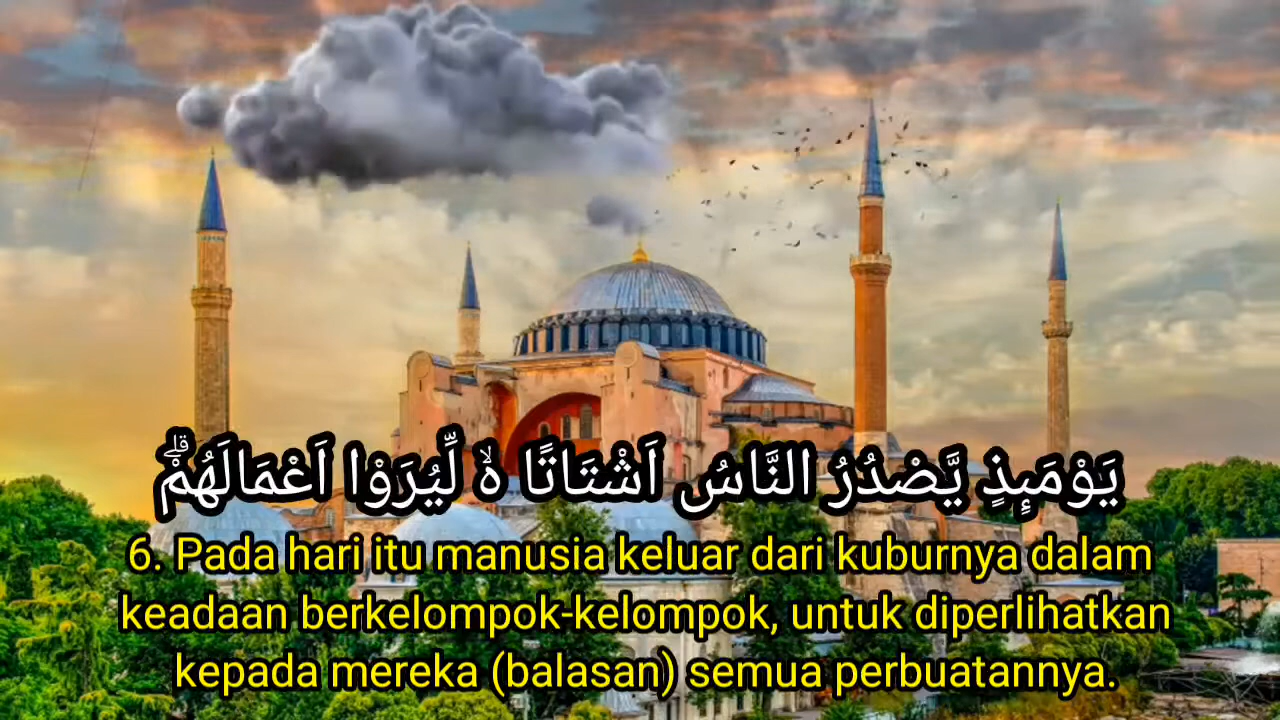 يَوْمَىِٕذٍ يَّصْدُرُ النَّاسُ اَشْتَاتًا ەۙ لِّيُرَوْا اَعْمَالَهُمْۗ
6. Pada hari itu manusia keluar dari kuburnya dalam
keadaan berkelompok-kelompok, untuk diperlihatkan
kepada mereka (balasan) semua perbuatannya.